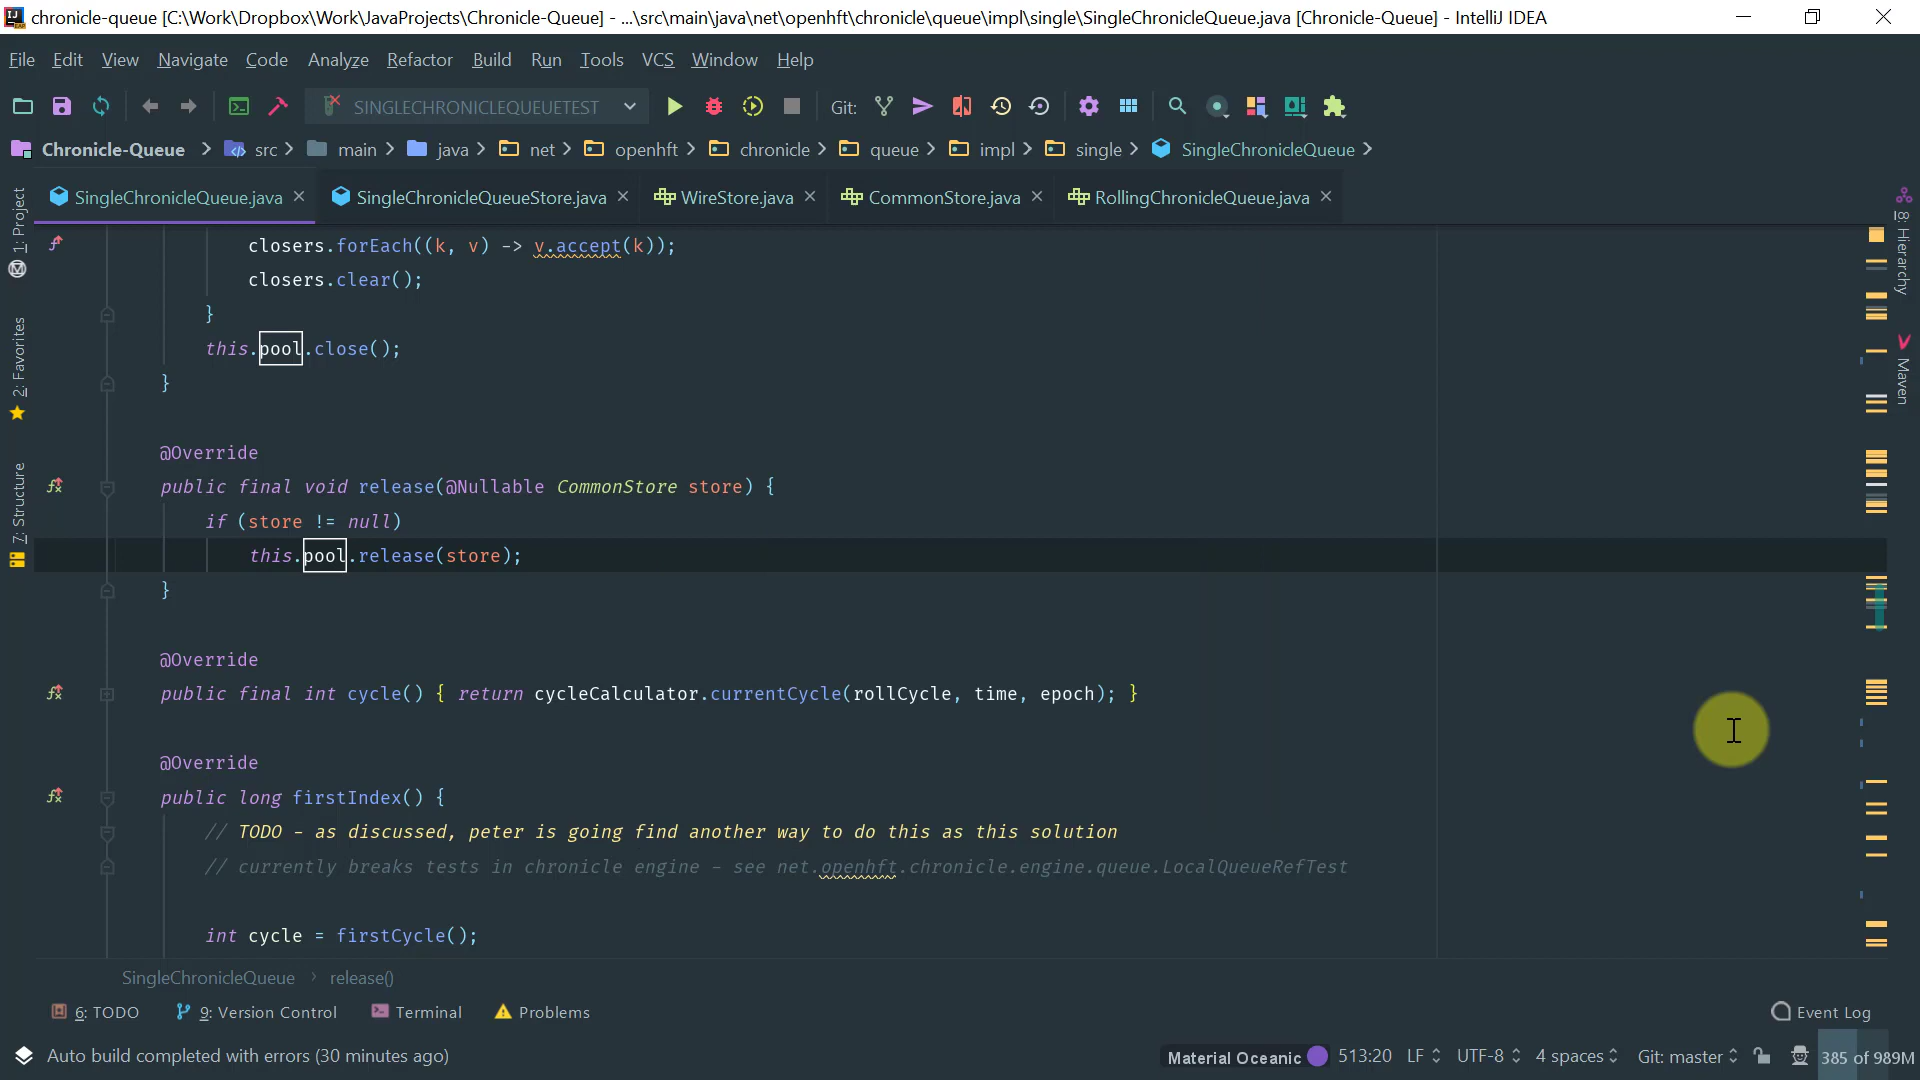 chronicle-queue [C:\Work\Dropbox\Work\JavaProjects\Chronicle-Queue] - ...\src\main\java\net\openhft\chronicle\queue\impl\single\SingleChronicleQueue.java [Chronicle-Queue] - IntelliJ IDEA
File Edit View Navigate Code Analyze Refactor Build Run Tools VCS Window Help
SINGLECHRONICLEQUEUETEST Git:
Chronicle-Queue src main java net openhft chronicle queue impl single SingleChronicleQueue
SingleChronicleQueue.java SingleChronicleQueueStore.java WireStore.java CommonStore.java RollingChronicleQueue.java
1: Project
2: Favorites
7: Structure
8: Hierarchy
Maven
closers.forEach((k, v) -> v.accept(k));
closers.clear();
}
this.pool.close();
}
@Override
public final void release(@Nullable CommonStore store) {
if (store != null)
this.pool.release(store);
}
@Override
public final int cycle() { return cycleCalculator.currentCycle(rollCycle, time, epoch); }
@Override
public long firstIndex() {
// TODO - as discussed, peter is going find another way to do this as this solution
// currently breaks tests in chronicle engine - see net.openhft.chronicle.engine.queue.LocalQueueRefTest
int cycle = firstCycle();
SingleChronicleQueue release()
6: TODO 9: Version Control Terminal Problems Event Log
Auto build completed with errors (30 minutes ago) Material Oceanic 513:20 LF UTF-8 4 spaces Git: master 385 of 989M